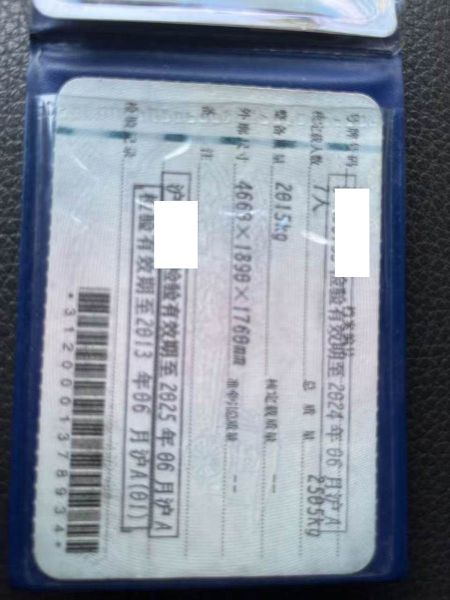 号牌号码 检验有效期至2024年06月沪A
核定载人数 7人 总质量 2505kg
整备质量 2015kg 核定载质量 --
外廓尺寸 4669×1890×1760mm 准牵引总质量 --
备注
沪 检验有效期至2025年06月沪A
检验记录 检验有效期至2013年06月沪A(01)
*3120001378934*